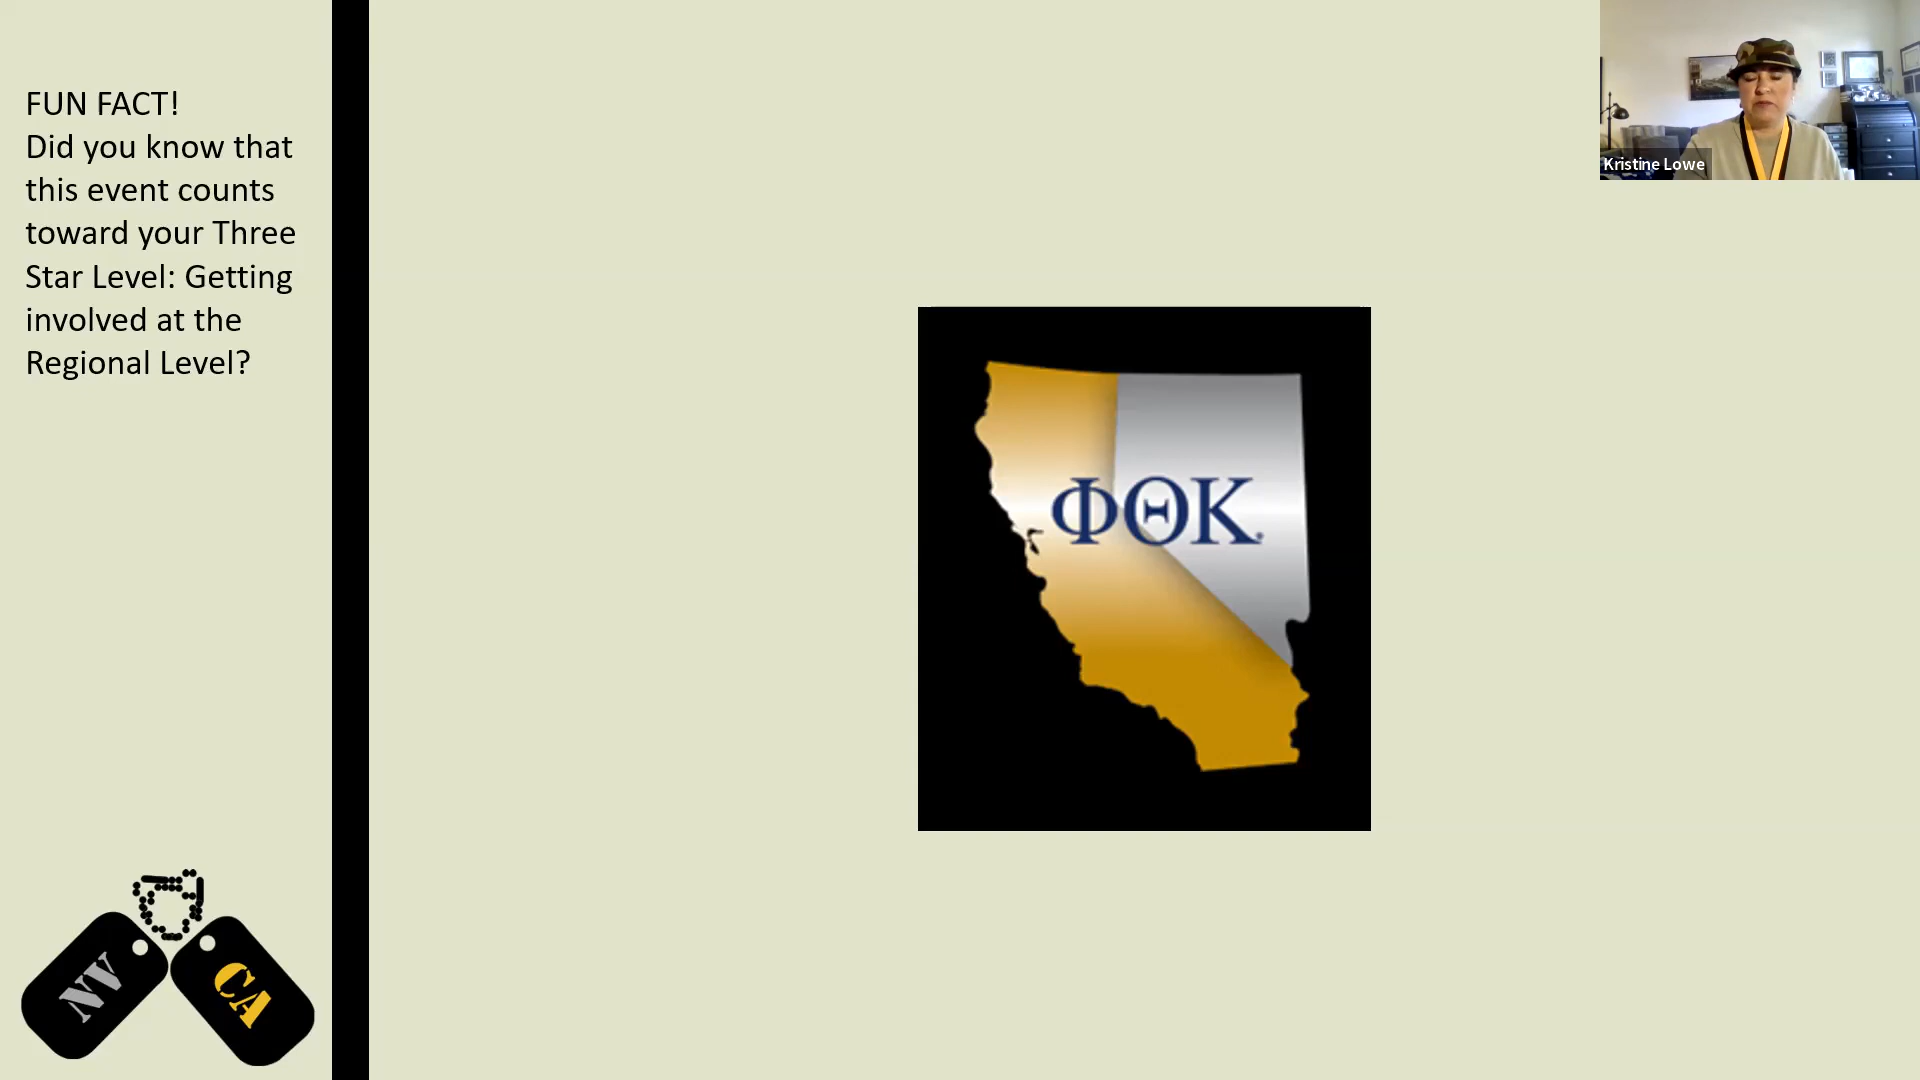 FUN FACT!
Did you know that
this event counts
toward your Three
Star Level: Getting
involved at the
Regional Level?
Kristine Lowe
ΦΘΚ®
NV
CA